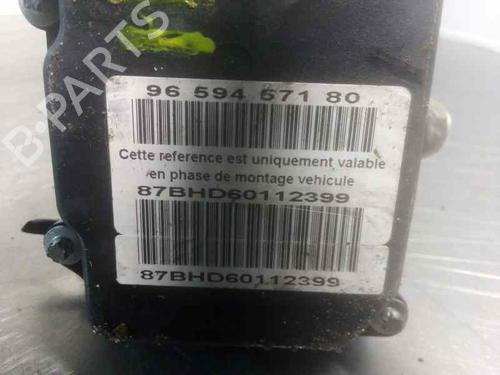 B-PARTS
96 594 571 80
Cette reference est uniquement valable
en phase de montage vehicule
87BHD60112399
87BHD60112399